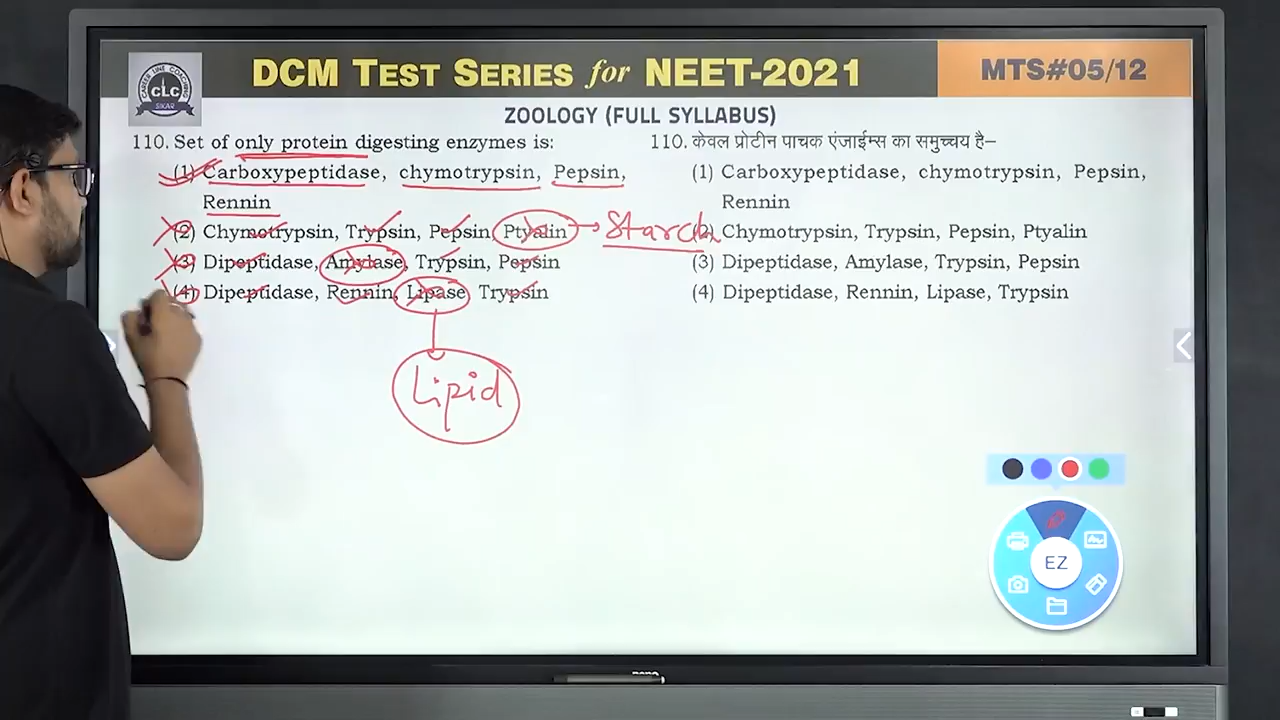 DCM TEST SERIES for NEET-2021
MTS#05/12
CAREER LINE COACHING
CLC
SIKAR
ZOOLOGY (FULL SYLLABUS)
110. Set of only protein digesting enzymes is:
(1) Carboxypeptidase, chymotrypsin, Pepsin,
Rennin
(2) Chymotrypsin, Trypsin, Pepsin, Ptyalin
Starch
(3) Dipeptidase, Amylase, Trypsin, Pepsin
(4) Dipeptidase, Rennin, Lipase, Trypsin
Lipid
110. केवल प्रोटीन पाचक एंजाईम्स का समुच्चय है–
(1) Carboxypeptidase, chymotrypsin, Pepsin,
Rennin
(2) Chymotrypsin, Trypsin, Pepsin, Ptyalin
(3) Dipeptidase, Amylase, Trypsin, Pepsin
(4) Dipeptidase, Rennin, Lipase, Trypsin
EZ